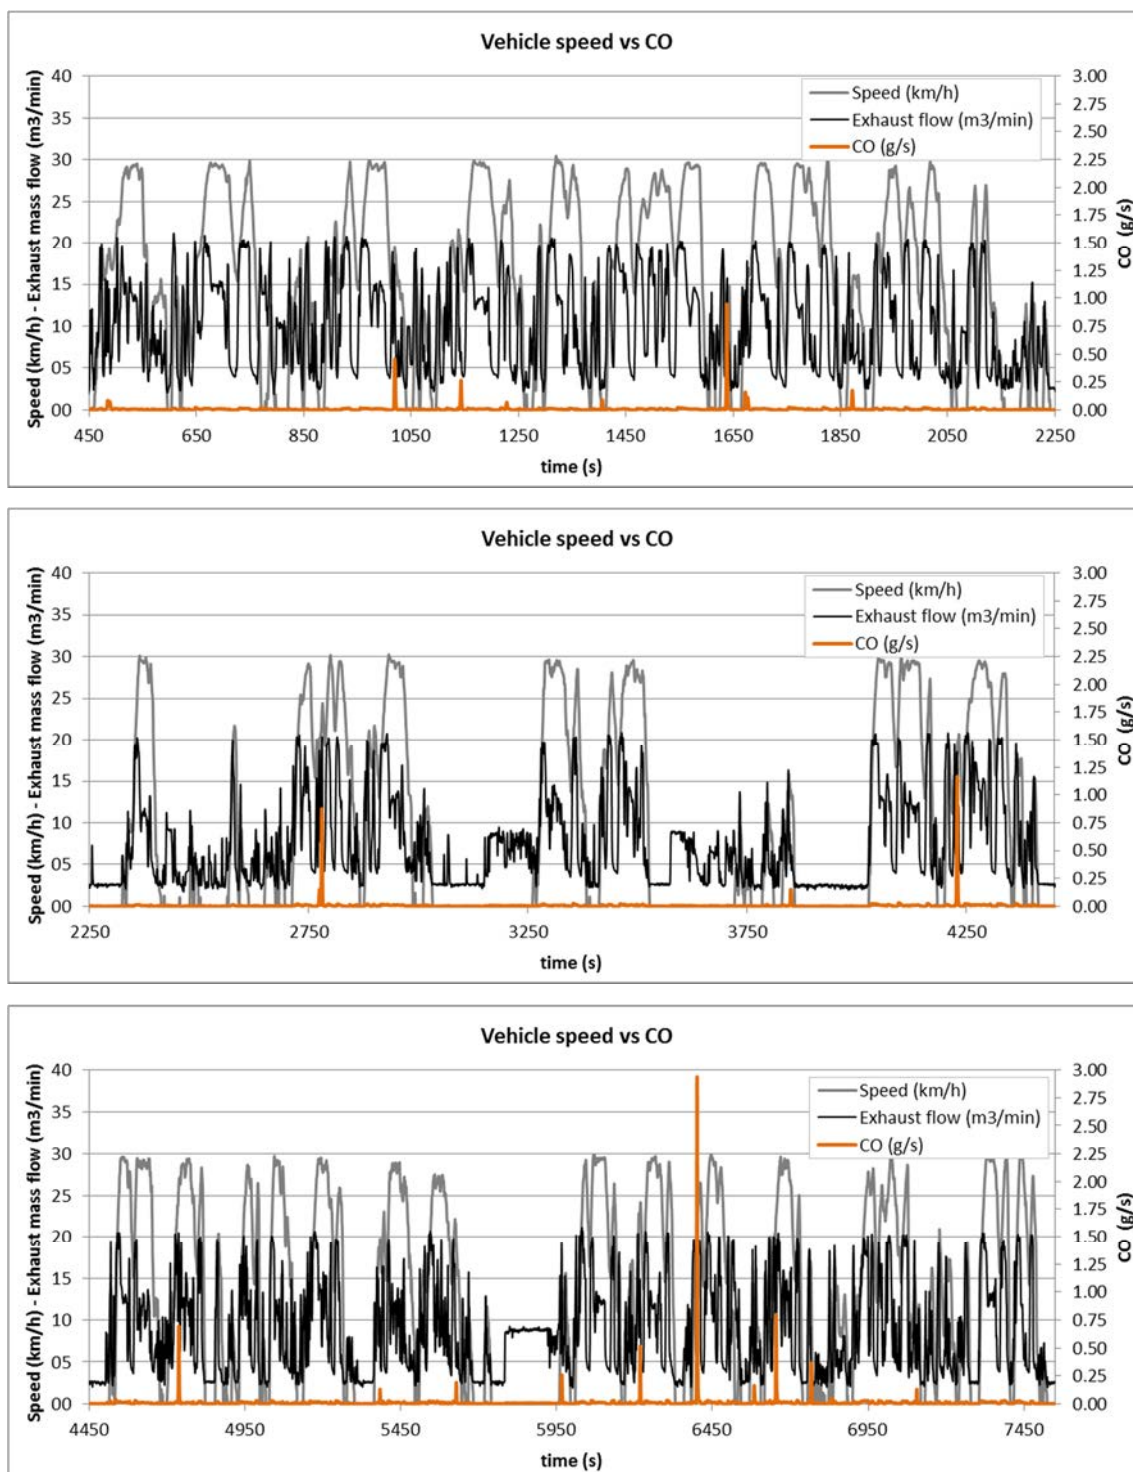 Vehicle speed vs CO
Speed (km/h) - Exhaust mass flow (m3/min)
40
35
30
25
20
15
10
05
00
Speed (km/h)
Exhaust flow (m3/min)
CO (g/s)
3.00
2.75
2.50
2.25
2.00
1.75
1.50
1.25
1.00
0.75
0.50
0.25
0.00
CO (g/s)
450 650 850 1050 1250 1450 1650 1850 2050 2250
time (s)
Vehicle speed vs CO
Speed (km/h) - Exhaust mass flow (m3/min)
40
35
30
25
20
15
10
05
00
Speed (km/h)
Exhaust flow (m3/min)
CO (g/s)
3.00
2.75
2.50
2.25
2.00
1.75
1.50
1.25
1.00
0.75
0.50
0.25
0.00
CO (g/s)
2250 2750 3250 3750 4250
time (s)
Vehicle speed vs CO
Speed (km/h) - Exhaust mass flow (m3/min)
40
35
30
25
20
15
10
05
00
Speed (km/h)
Exhaust flow (m3/min)
CO (g/s)
3.00
2.75
2.50
2.25
2.00
1.75
1.50
1.25
1.00
0.75
0.50
0.25
0.00
CO (g/s)
4450 4950 5450 5950 6450 6950 7450
time (s)